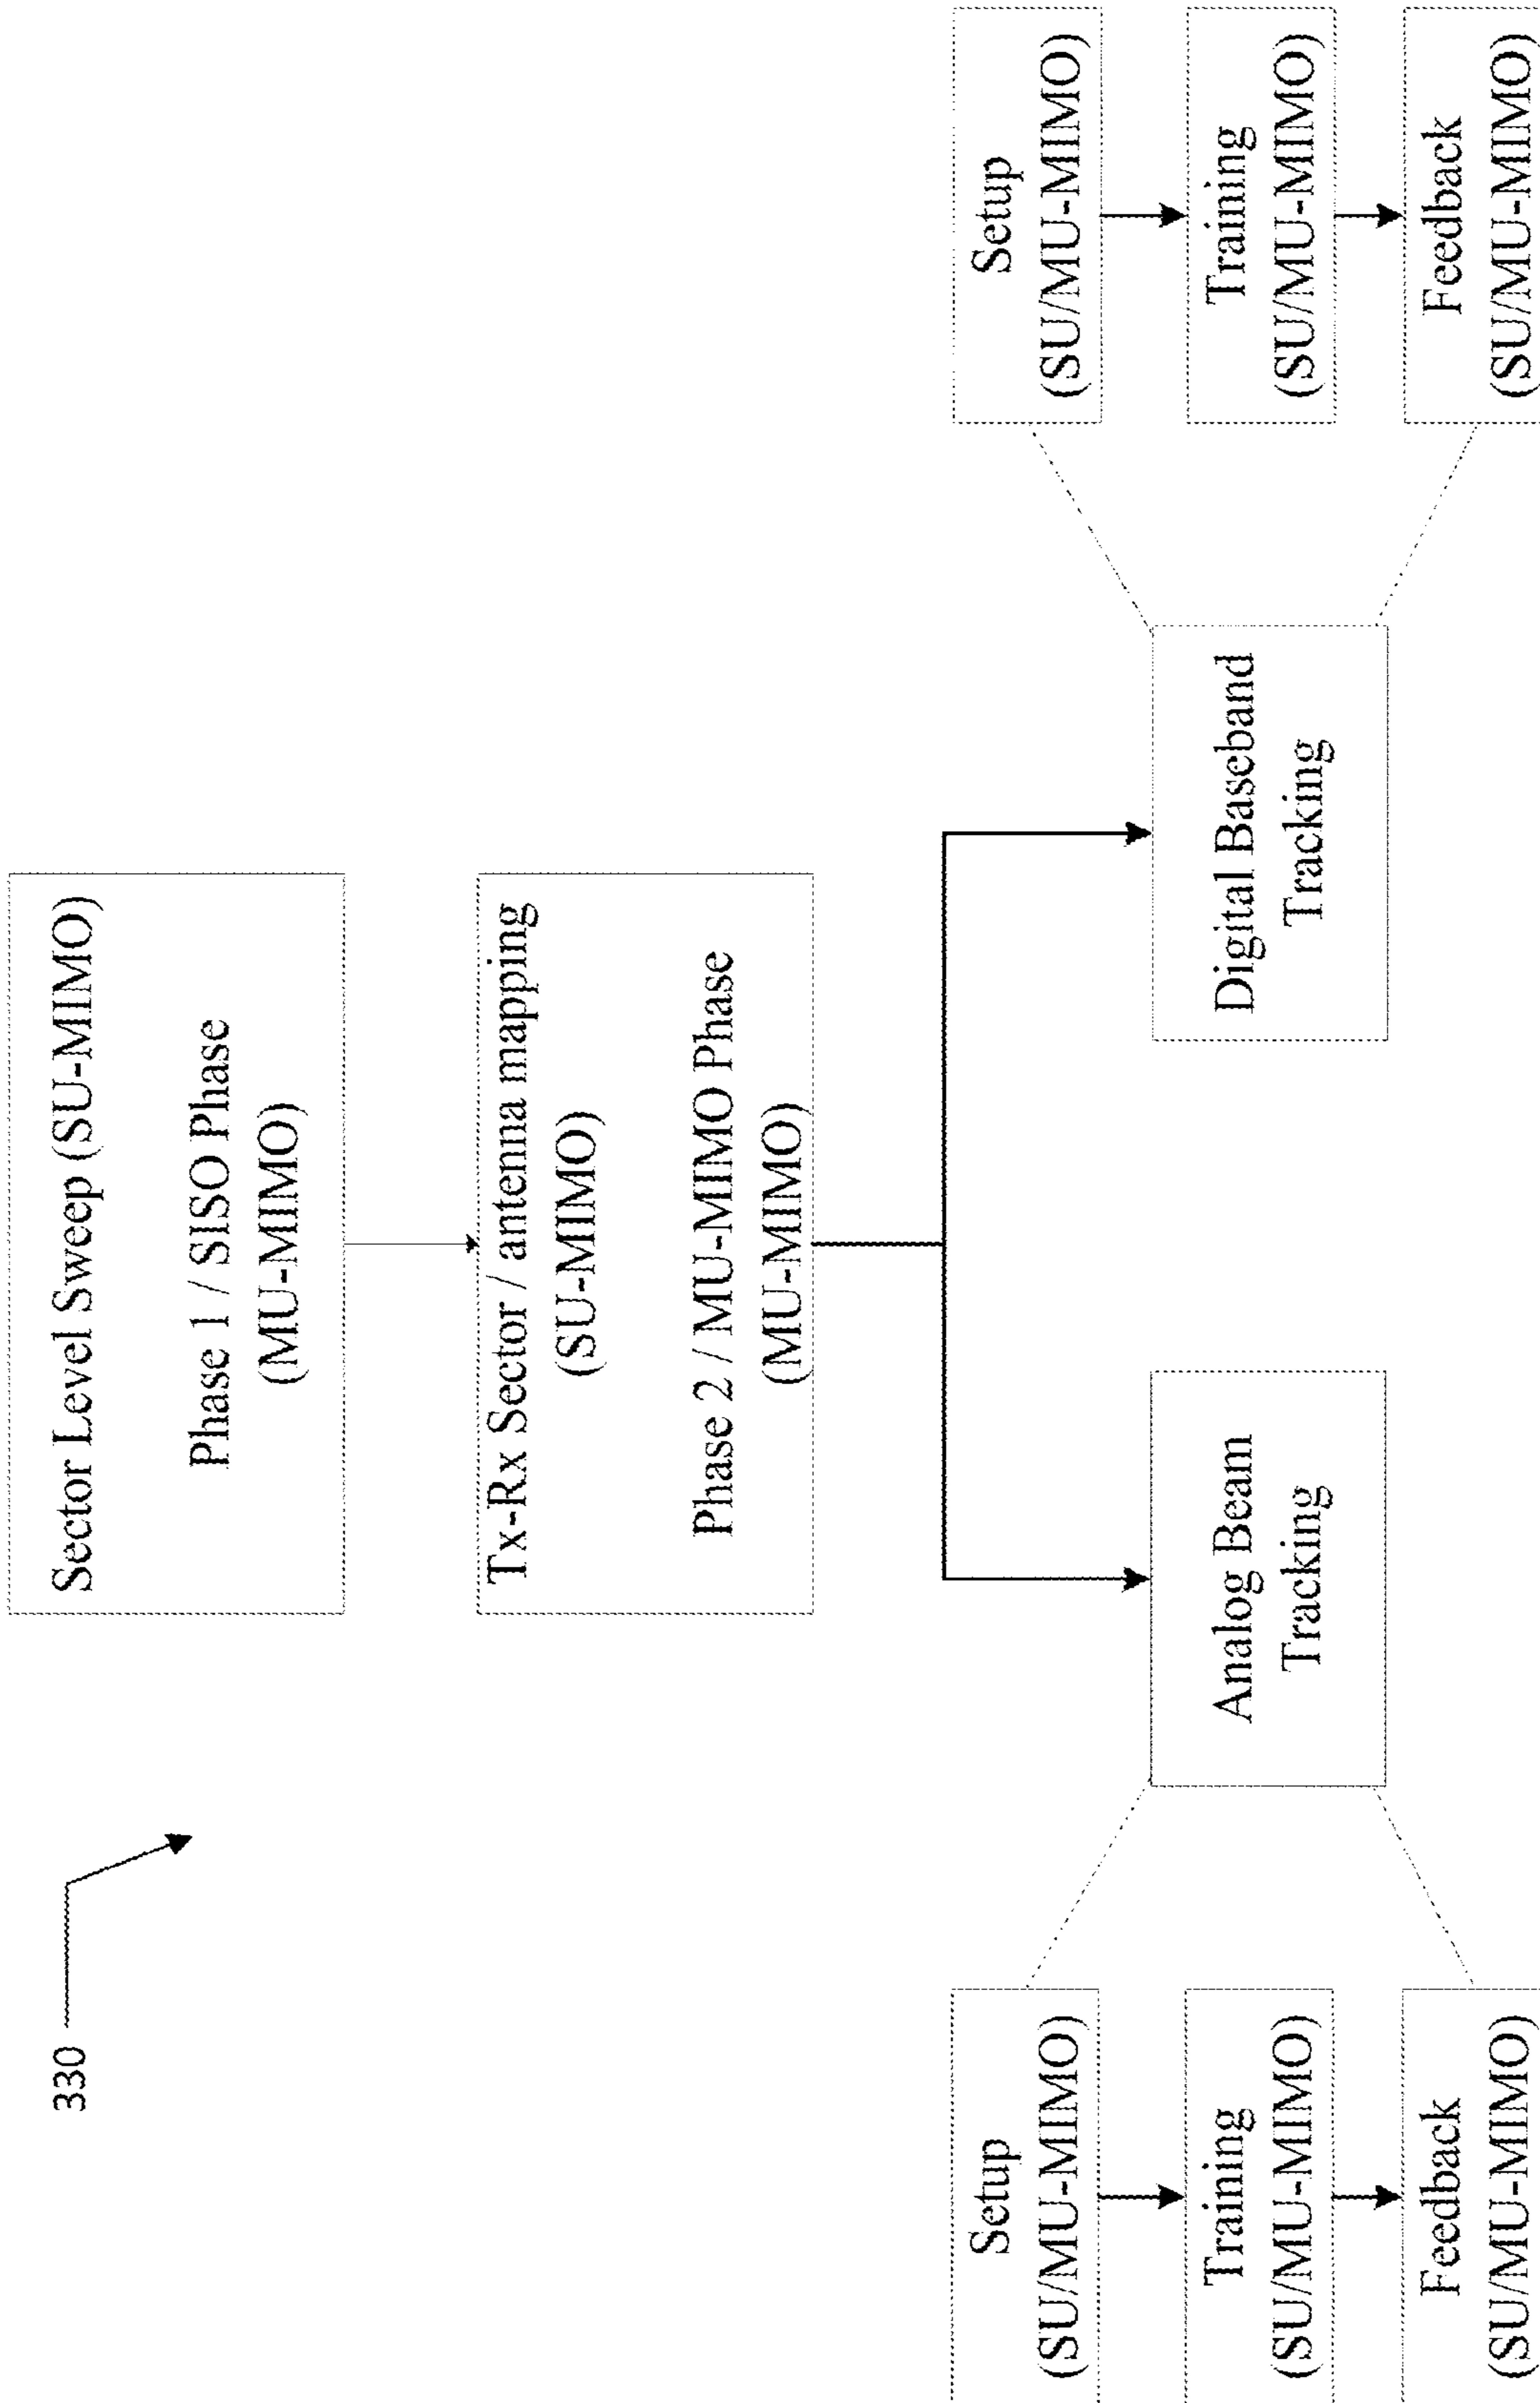 330
Sector Level Sweep (SU-MIMO)
Phase 1 / SISO Phase
(MU-MIMO)
Tx-Rx Sector / antenna mapping
(SU-MIMO)
Phase 2 / MU-MIMO Phase
(MU-MIMO)
Analog Beam
Tracking
Digital Baseband
Tracking
Setup
(SU/MU-MIMO)
Training
(SU/MU-MIMO)
Feedback
(SU/MU-MIMO)
Setup
(SU/MU-MIMO)
Training
(SU/MU-MIMO)
Feedback
(SU/MU-MIMO)